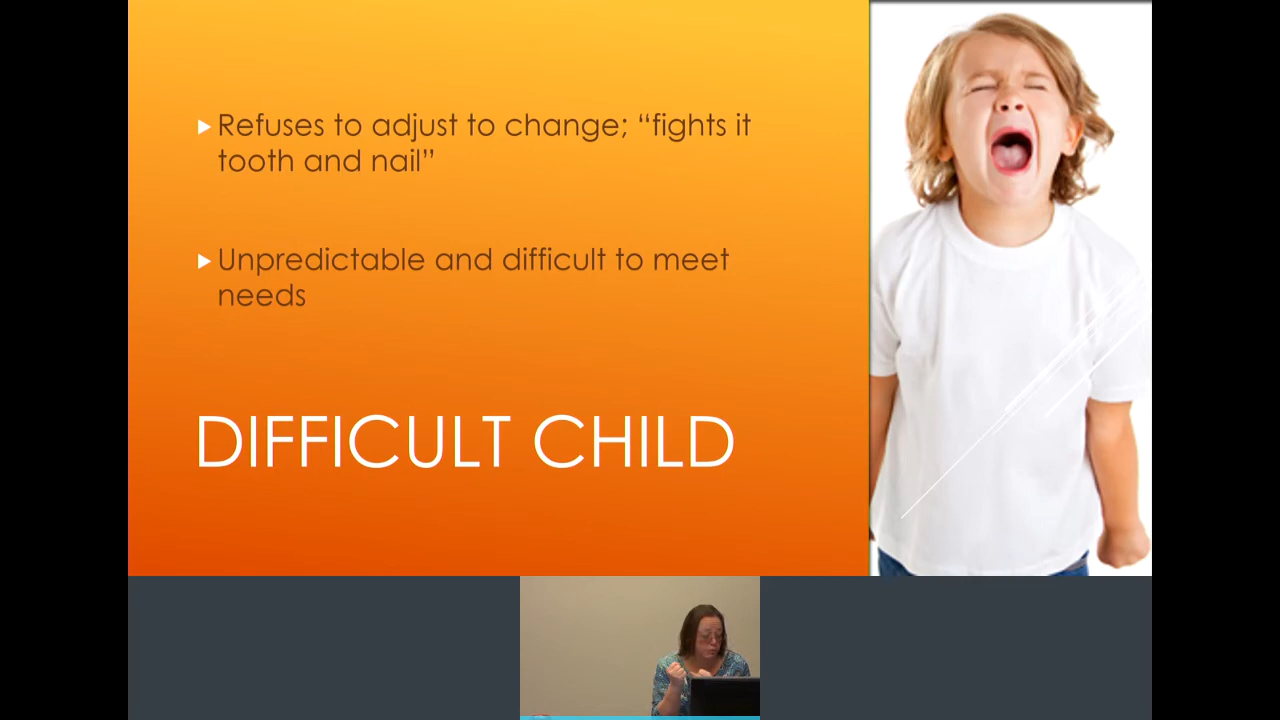 Refuses to adjust to change; “fights it
tooth and nail”
Unpredictable and difficult to meet
needs
DIFFICULT CHILD